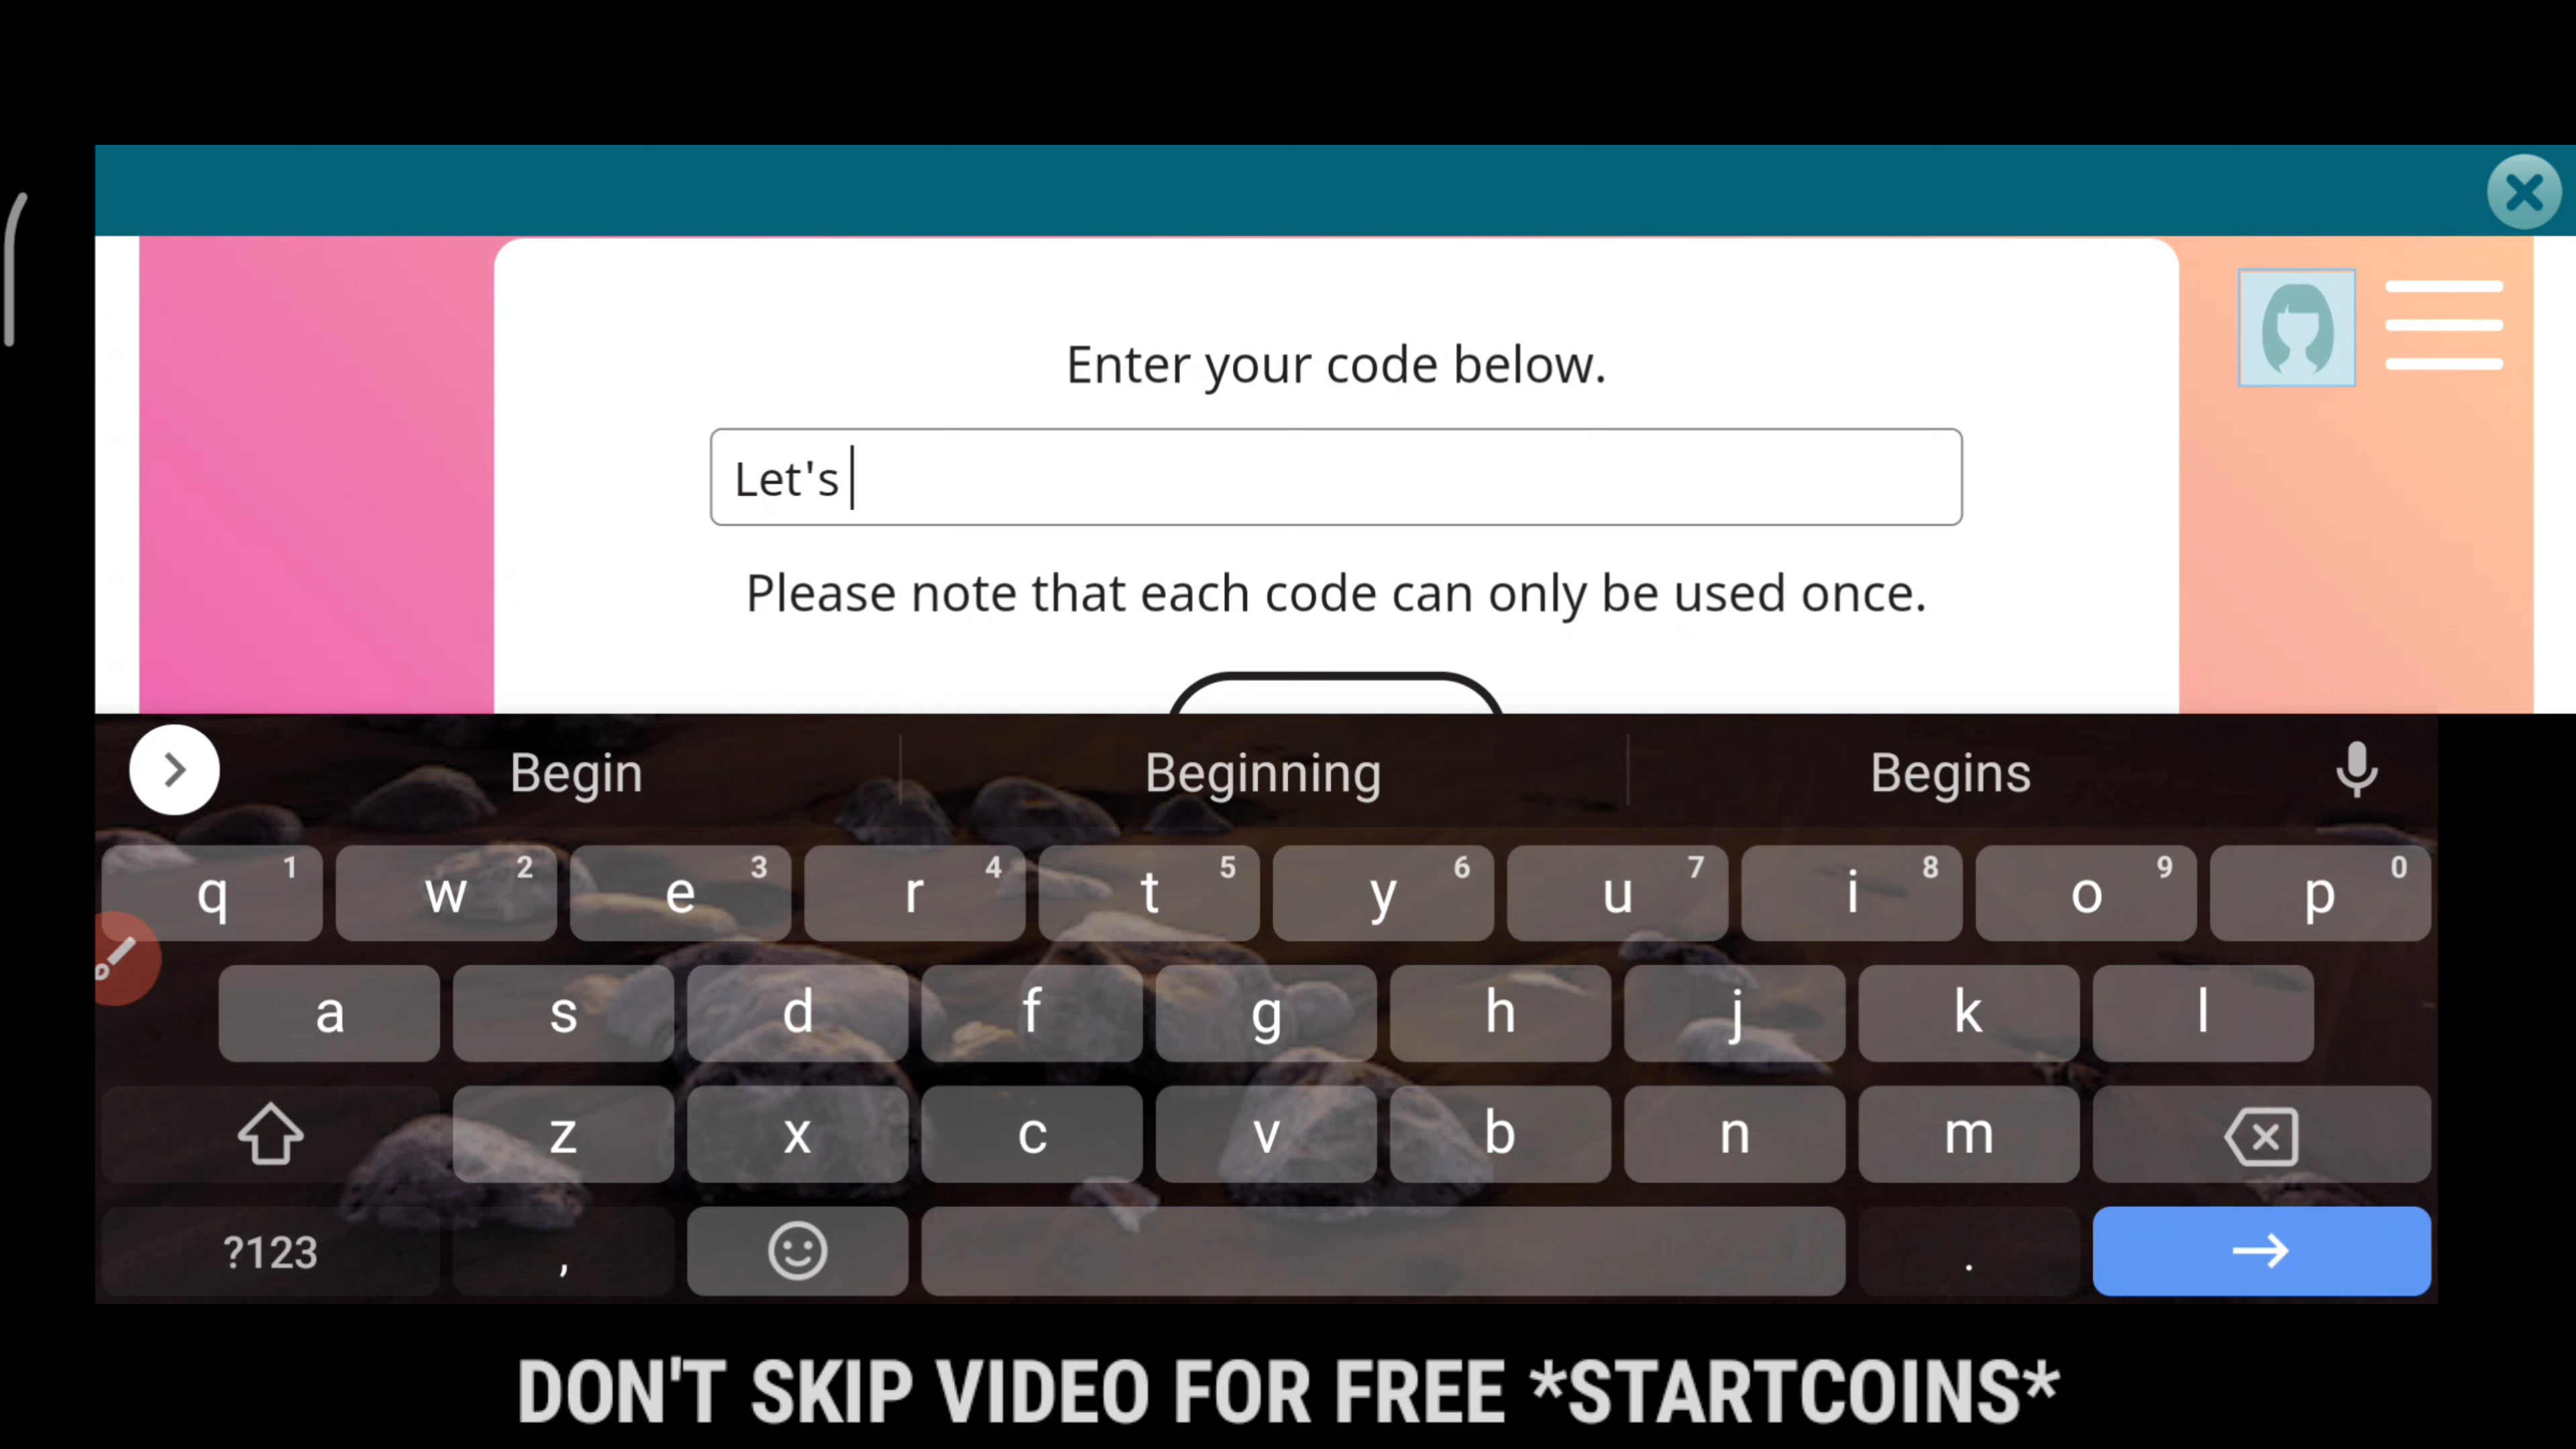 Enter your code below.
Let's
Please note that each code can only be used once.
Begin Beginning Begins
q 1 w 2 e 3 r 4 t 5 y 6 u 7 i 8 o 9 p 0
a s d f g h j k l
z x c v b n m
?123 , .
DON'T SKIP VIDEO FOR FREE *STARTCOINS*